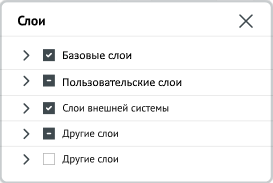 Слои
Базовые слои
Пользовательские слои
Слои внешней системы
Другие слои
Другие слои